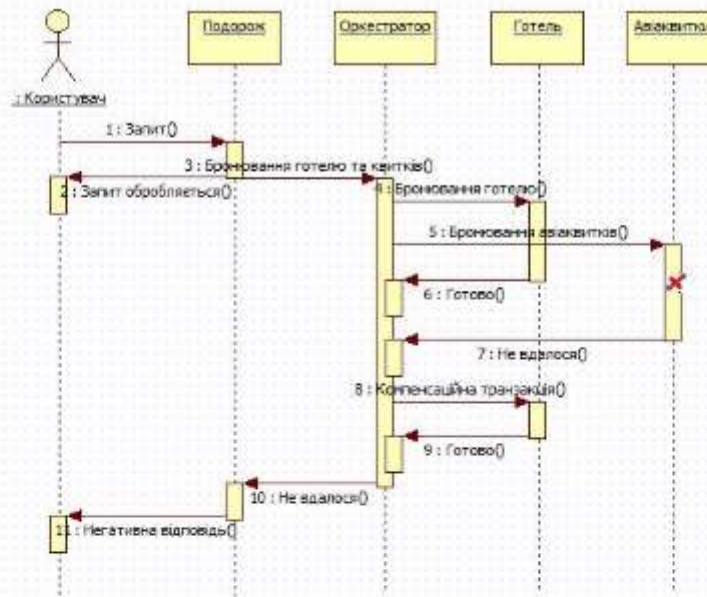 Подорож
Оркестратор
Готель
Авіаквитки
: Користувач
1 : Запит()
3 : Бронювання готелю та квитків()
2 : Запит обробляється()
4 : Бронювання готелю()
5 : Бронювання авіаквитків()
6 : Готово()
7 : Не вдалося()
8 : Компенсаційна транзакція()
9 : Готово()
10 : Не вдалося()
11 : Негативна відповідь()